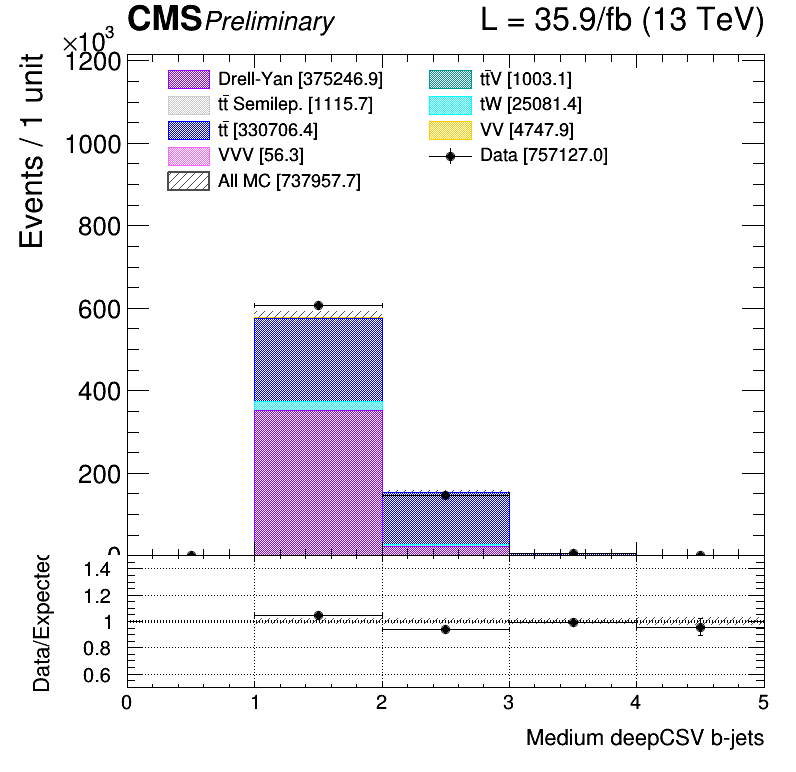 CMS Preliminary L = 35.9/fb (13 TeV)
×10³
Events / 1 unit
1200
1000
800
600
400
200
0
Drell-Yan [375246.9]
tt̄ Semilep. [1115.7]
tt̄ [330706.4]
VVV [56.3]
All MC [737957.7]
tt̄V [1003.1]
tW [25081.4]
VV [4747.9]
Data [757127.0]
Data/Expected
1.4
1.2
1
0.8
0.6
0 1 2 3 4 5
Medium deepCSV b-jets